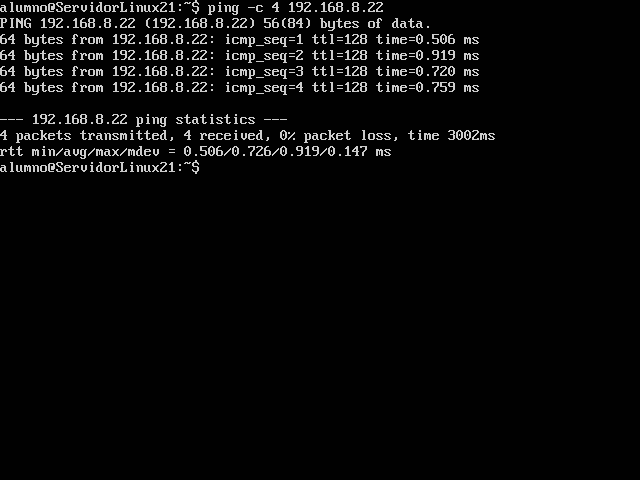 alumno@ServidorLinux21:~$ ping -c 4 192.168.8.22
PING 192.168.8.22 (192.168.8.22) 56(84) bytes of data.
64 bytes from 192.168.8.22: icmp_seq=1 ttl=128 time=0.506 ms
64 bytes from 192.168.8.22: icmp_seq=2 ttl=128 time=0.919 ms
64 bytes from 192.168.8.22: icmp_seq=3 ttl=128 time=0.720 ms
64 bytes from 192.168.8.22: icmp_seq=4 ttl=128 time=0.759 ms
--- 192.168.8.22 ping statistics ---
4 packets transmitted, 4 received, 0% packet loss, time 3002ms
rtt min/avg/max/mdev = 0.506/0.726/0.919/0.147 ms
alumno@ServidorLinux21:~$